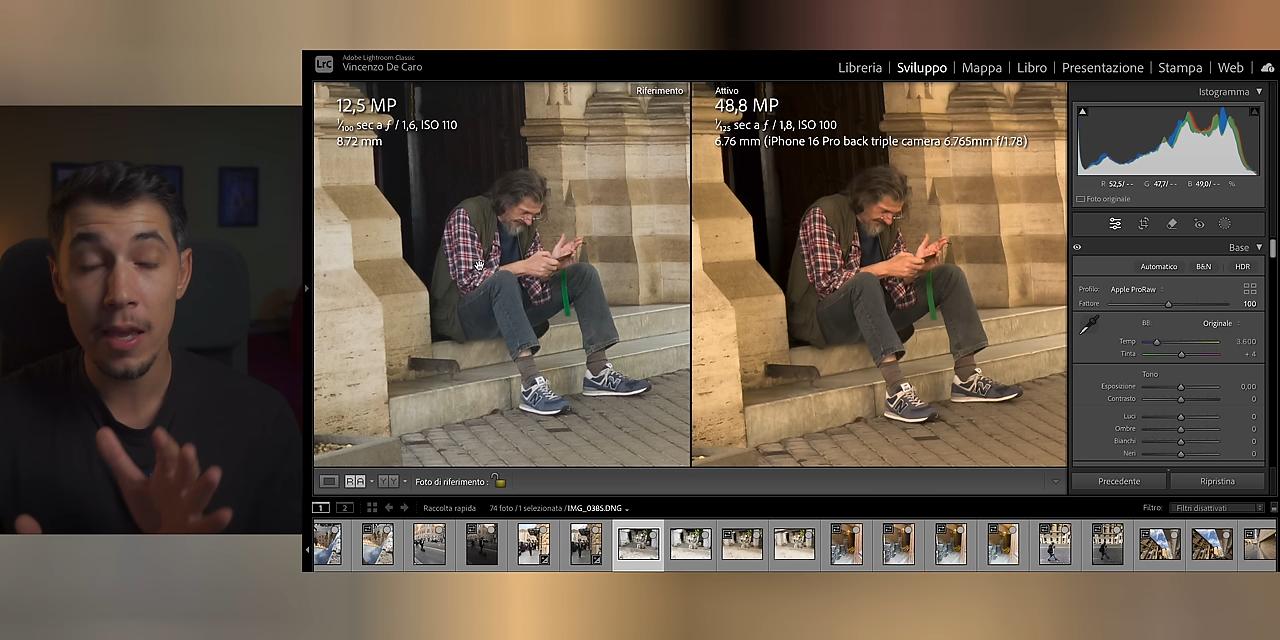 LrC
Adobe Lightroom Classic
Vincenzo De Caro
Libreria | Sviluppo | Mappa | Libro | Presentazione | Stampa | Web
Riferimento
12,5 MP
1/100 sec a ƒ / 1,6, ISO 110
8.72 mm
Attivo
48,8 MP
1/125 sec a ƒ / 1,8, ISO 100
6.76 mm (iPhone 16 Pro back triple camera 6.765mm f/1.78)
Istogramma
R 52,5/-- G 47,7/-- B 49,0/-- %
Foto originale
Base
Automatico B&N HDR
Profilo: Apple ProRaw
Fattore 100
BB: Originale
Temp 3.600
Tinta + 4
Tono
Esposizione 0,00
Contrasto 0
Luci 0
Ombre 0
Bianchi 0
Neri 0
Precedente Ripristina
R A Y Y Foto di riferimento :
1 2 Raccolta rapida 74 foto / 1 selezionata / IMG_0385.DNG
Filtro: Filtri disattivati